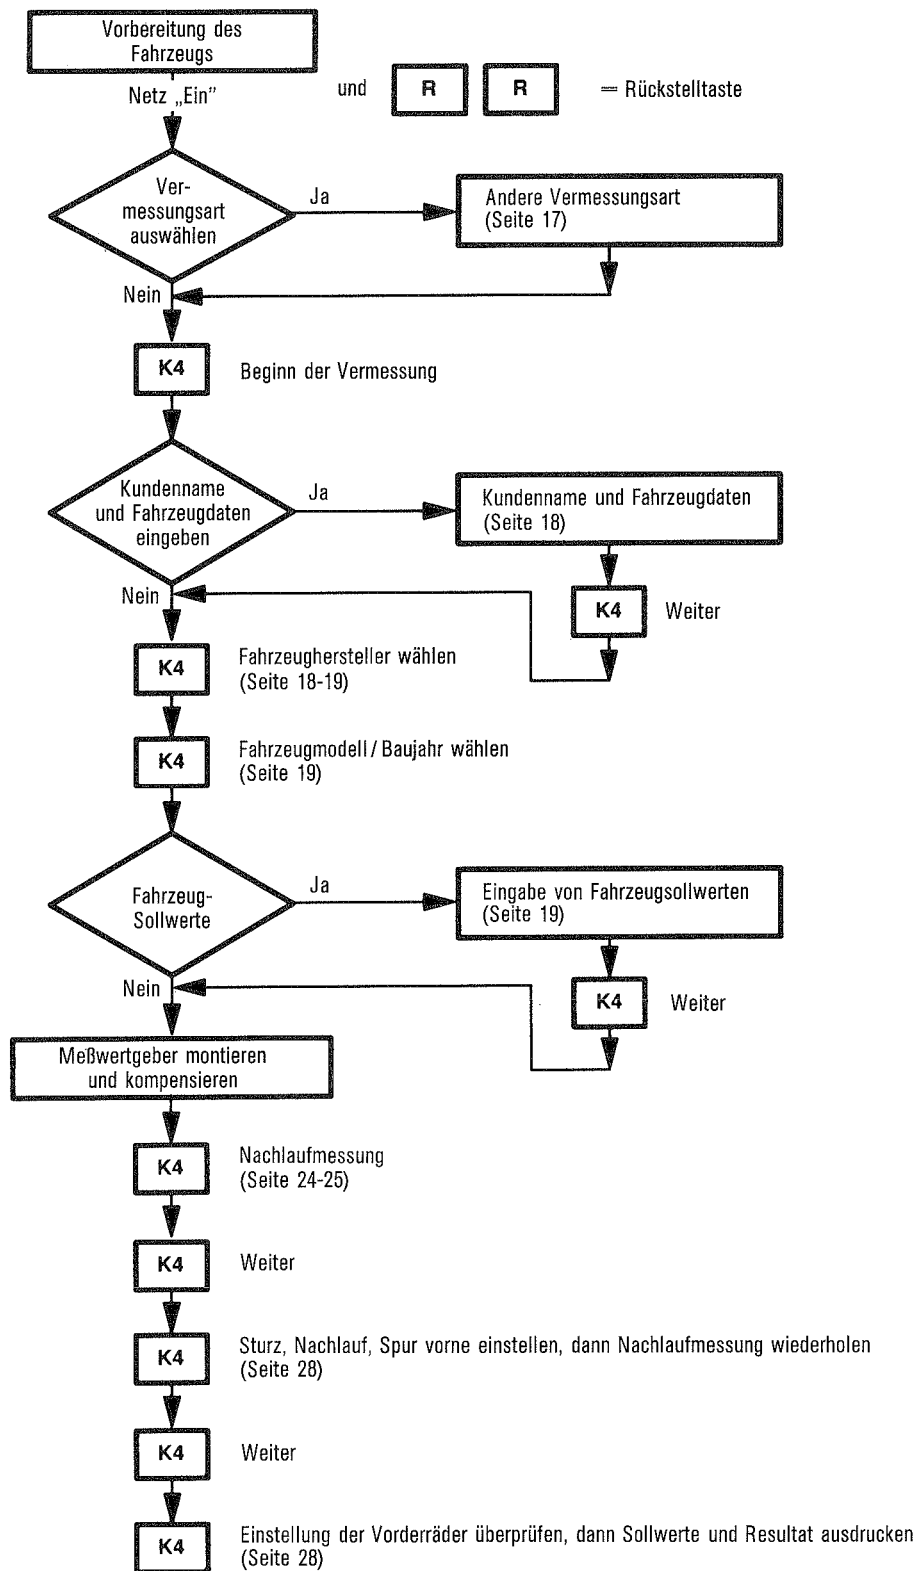 Vorbereitung des
Fahrzeugs
Netz „Ein"
und
R
R
= Rückstelltaste
Ver-
messungsart
auswählen
Ja
Andere Vermessungsart
(Seite 17)
Nein
K4
Beginn der Vermessung
Kundenname
und Fahrzeugdaten
eingeben
Ja
Kundenname und Fahrzeugdaten
(Seite 18)
Nein
K4
Weiter
K4
Fahrzeughersteller wählen
(Seite 18-19)
K4
Fahrzeugmodell / Baujahr wählen
(Seite 19)
Fahrzeug-
Sollwerte
Ja
Eingabe von Fahrzeugsollwerten
(Seite 19)
Nein
K4
Weiter
Meßwertgeber montieren
und kompensieren
K4
Nachlaufmessung
(Seite 24-25)
K4
Weiter
K4
Sturz, Nachlauf, Spur vorne einstellen, dann Nachlaufmessung wiederholen
(Seite 28)
K4
Weiter
K4
Einstellung der Vorderräder überprüfen, dann Sollwerte und Resultat ausdrucken
(Seite 28)